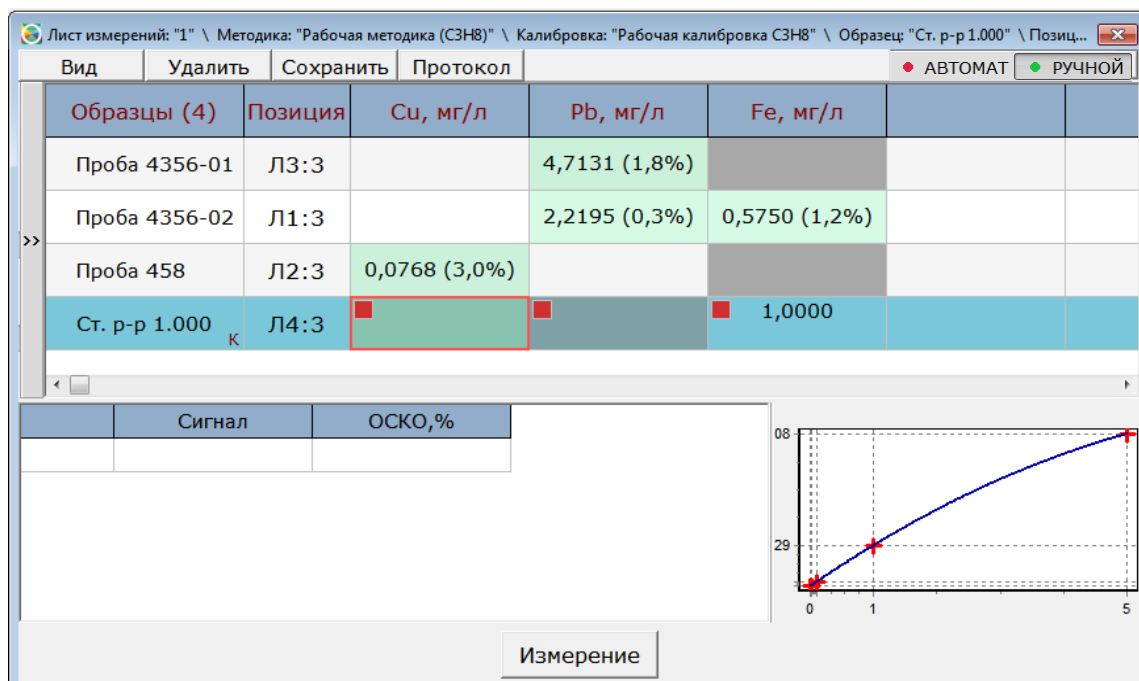 Лист измерений: "1" \ Методика: "Рабочая методика (СЗН8)" \ Калибровка: "Рабочая калибровка СЗН8" \ Образец: "Ст. р-р 1.000" \ Позиц...
Вид Удалить Сохранить Протокол АВТОМАТ РУЧНОЙ
Образцы (4) Позиция Cu, мг/л Pb, мг/л Fe, мг/л
Проба 4356-01 Л3:3 4,7131 (1,8%)
Проба 4356-02 Л1:3 2,2195 (0,3%) 0,5750 (1,2%)
>>
Проба 458 Л2:3 0,0768 (3,0%)
Ст. р-р 1.000 К Л4:3 1,0000
Сигнал ОСКО,%
08
29
0 1 5
Измерение